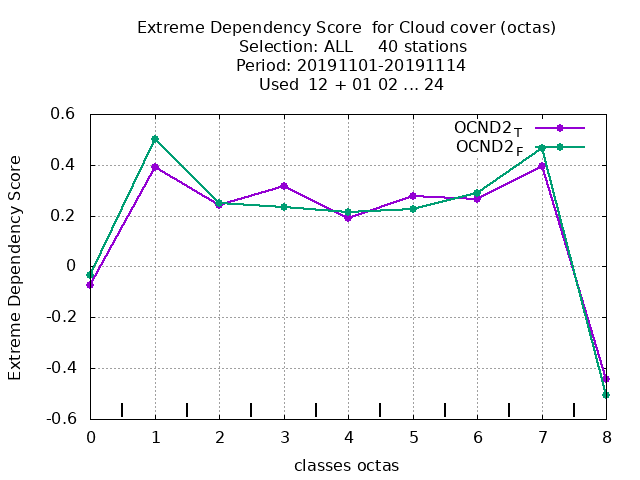 Extreme Dependency Score  for Cloud cover (octas)
Selection: ALL     40 stations
Period: 20191101-20191114
Used  12 + 01 02 ... 24
OCND2T
OCND2F
Extreme Dependency Score
0.6
0.4
0.2
0
-0.2
-0.4
-0.6
0 1 2 3 4 5 6 7 8
classes octas